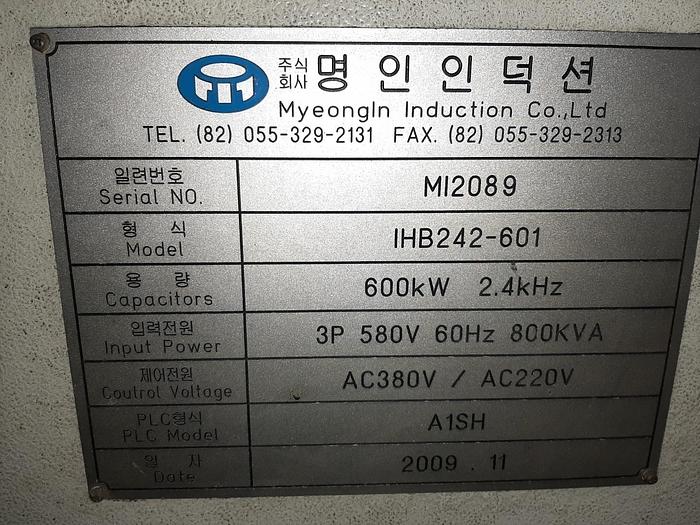 주식
회사 명 인 인 덕 션
MyeongIn Induction Co.,Ltd
TEL. (82) 055-329-2131 FAX. (82) 055-329-2313
일련번호
Serial NO. MI2089
형 식
Model IHB242-601
용 량
Capacitors 600kW 2.4kHz
입력전원
Input Power 3P 580V 60Hz 800KVA
제어전원
Coutrol Voltage AC380V / AC220V
PLC형식
PLC Model A1SH
일 자
Date 2009 . 11